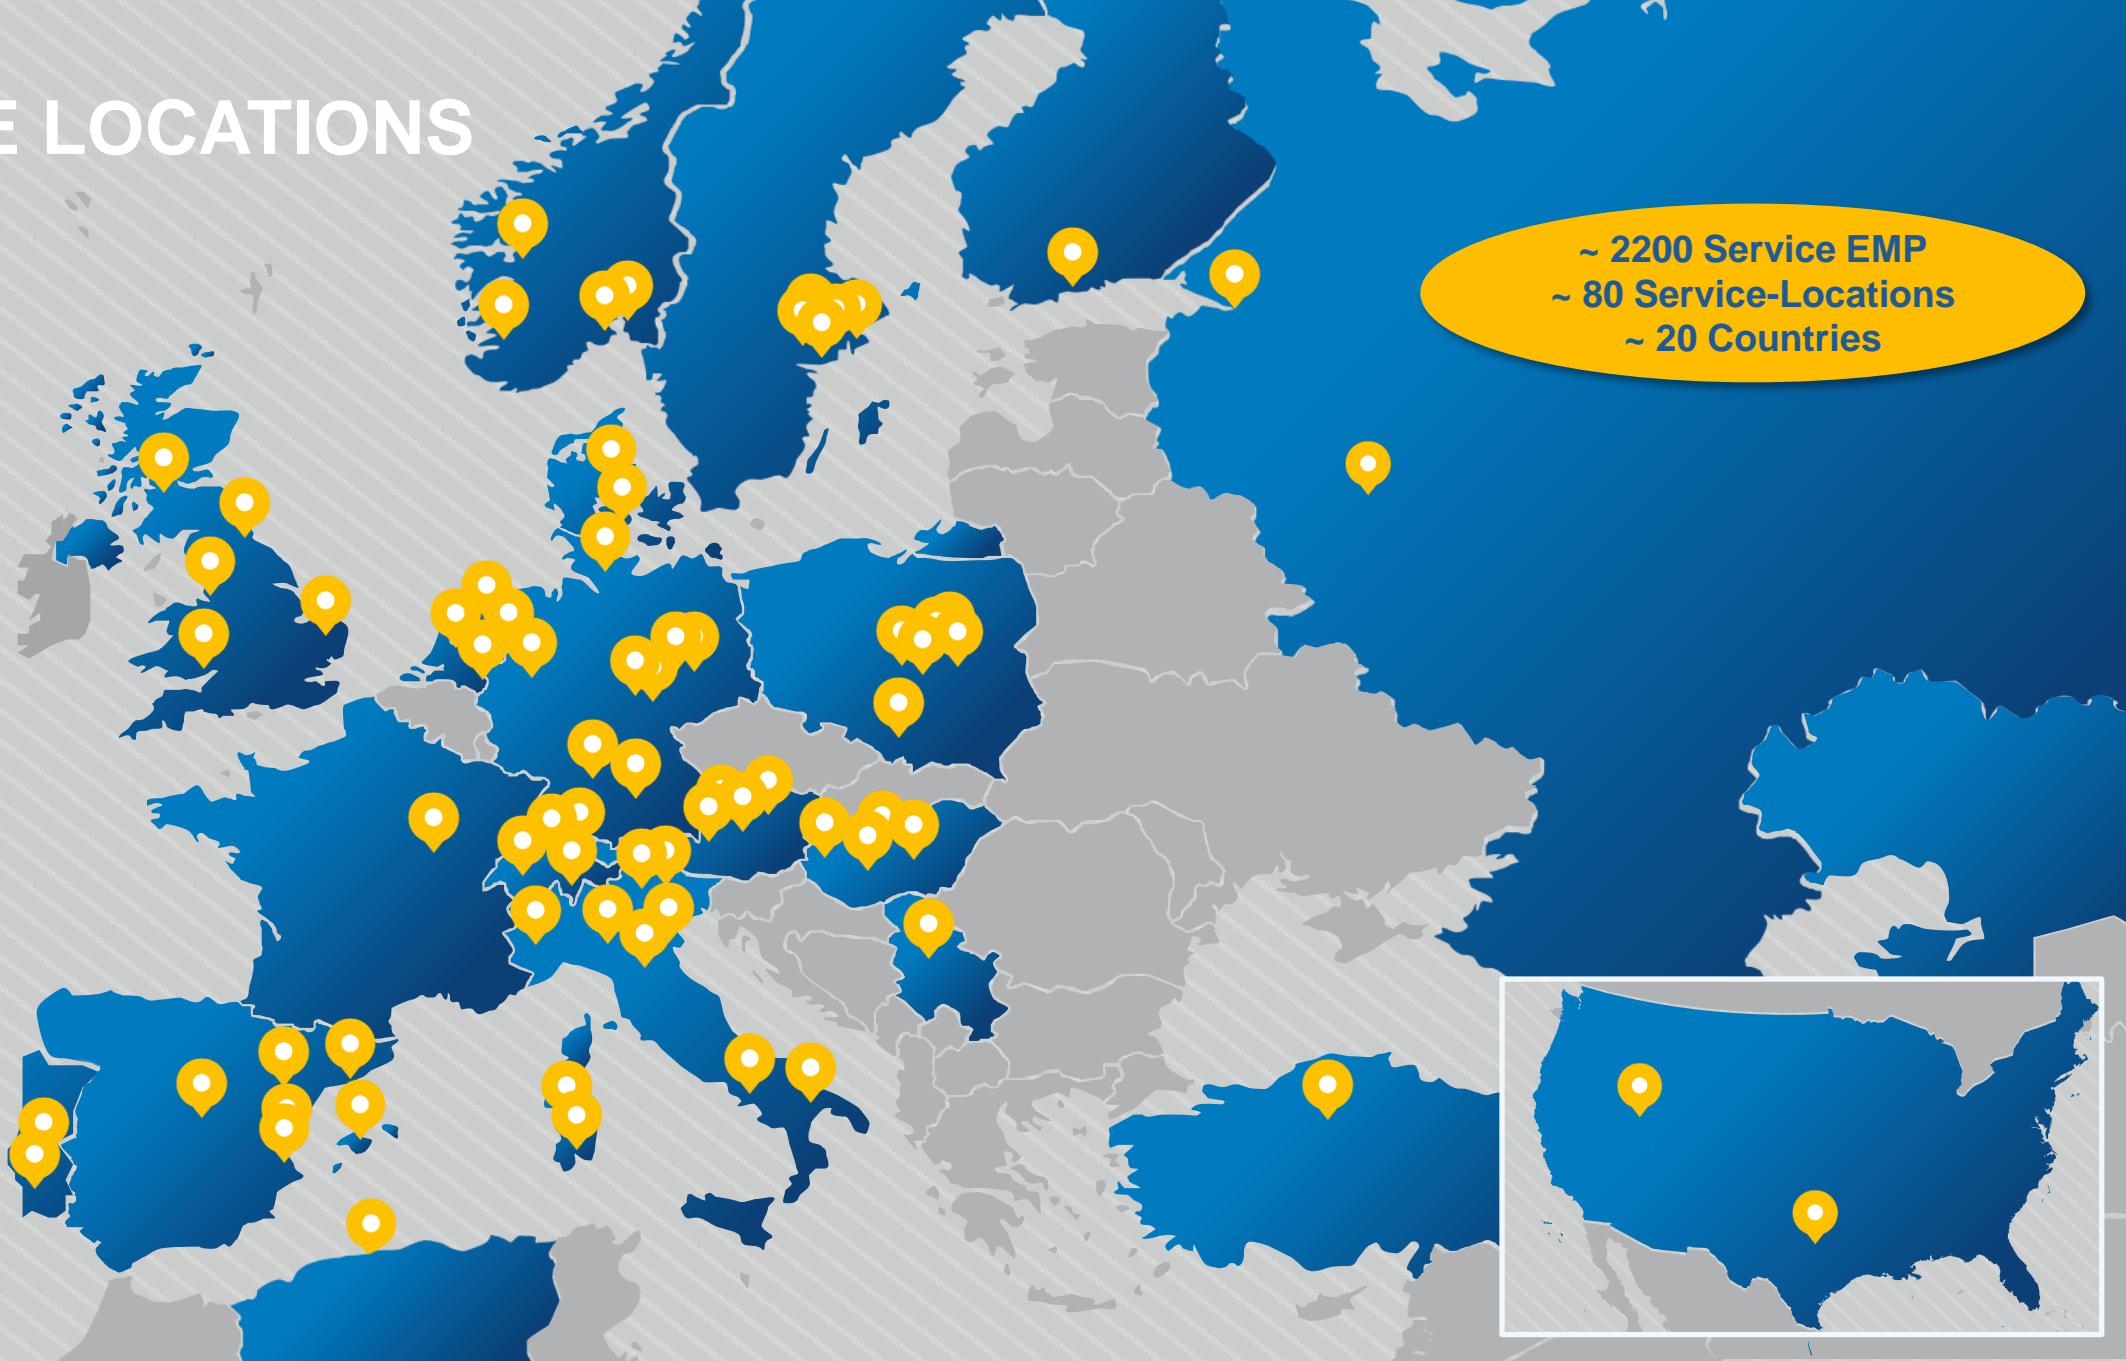 E LOCATIONS
~ 2200 Service EMP
~ 80 Service-Locations
~ 20 Countries